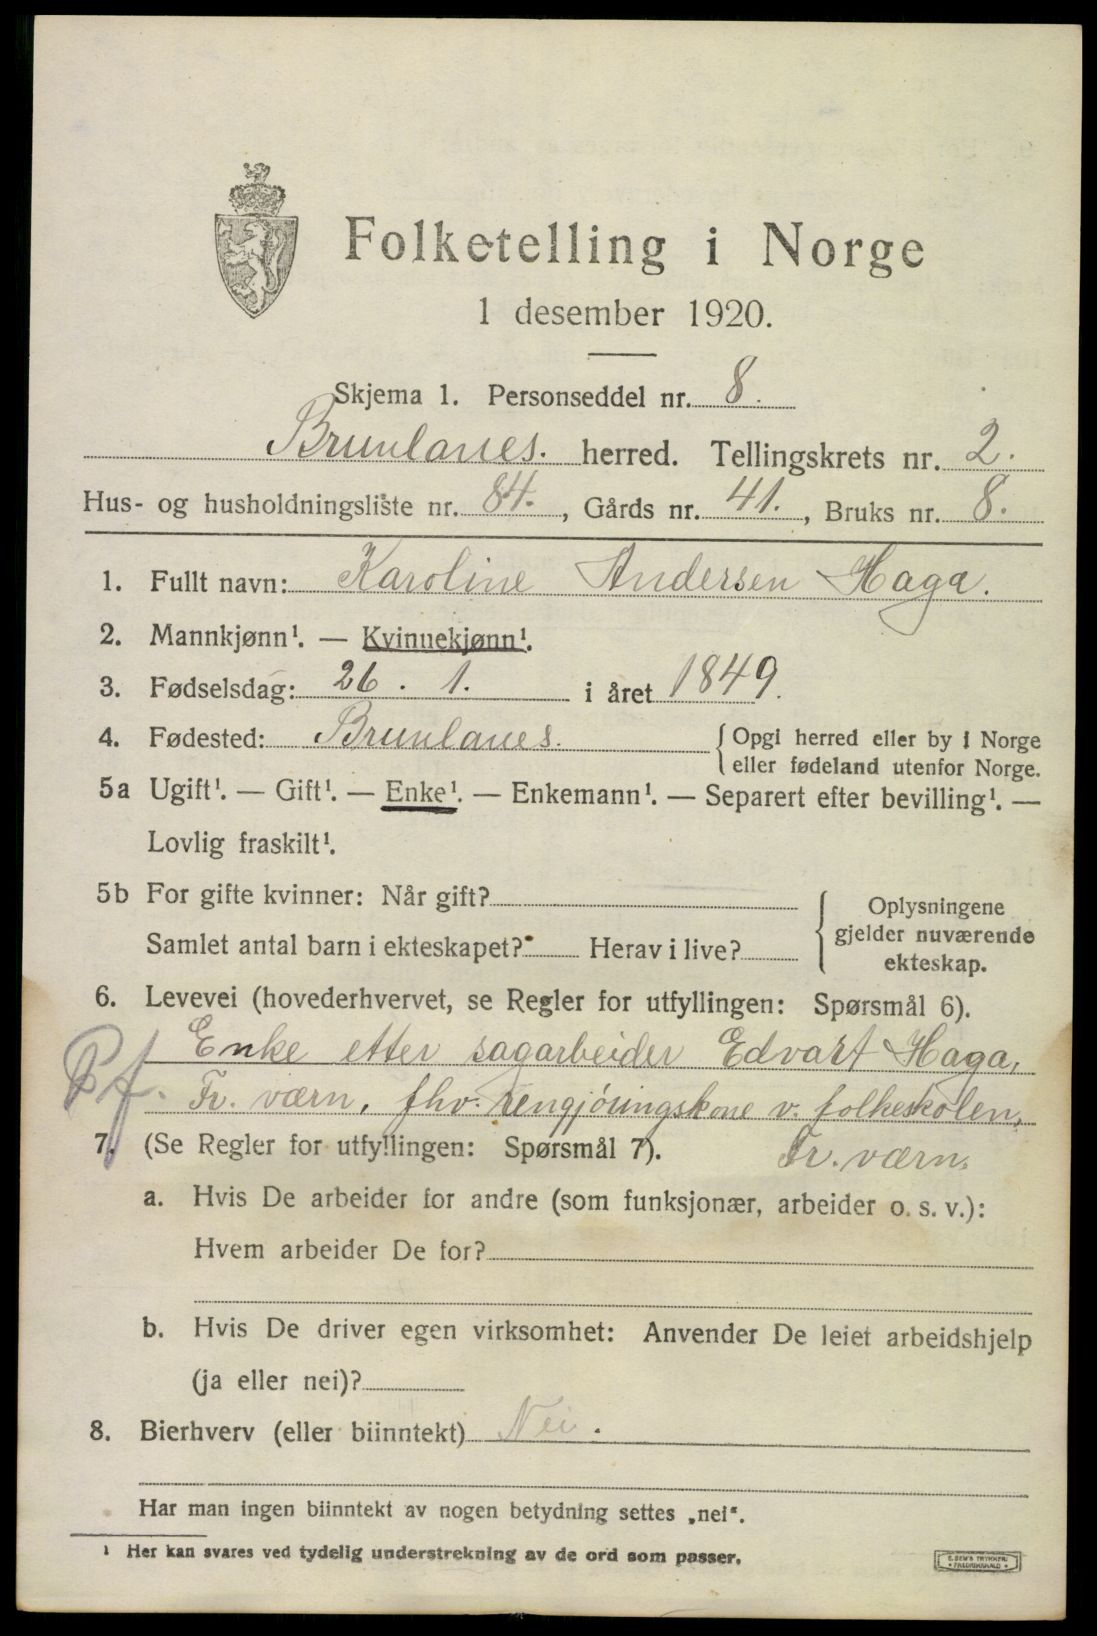 Folketelling i Norge
1 desember 1920.
Skjema 1. Personseddel nr. 8.
Brunlanes. herred. Tellingskrets nr. 2.
Hus- og husholdningsliste nr. 84., Gårds nr. 41., Bruks nr. 8.
1. Fullt navn: Karoline Andersen Haga.
2. Mannkjønn¹. — Kvinnekjønn¹.
3. Fødselsdag: 26. 1. i året 1849.
4. Fødested: Brunlanes. { Opgi herred eller by i Norge
eller fødeland utenfor Norge.
5a Ugift¹. — Gift¹. — Enke¹. — Enkemann¹. — Separert efter bevilling¹. —
Lovlig fraskilt¹.
5b For gifte kvinner: Når gift?
Samlet antal barn i ekteskapet? Herav i live?
Oplysningene
gjelder nuværende
ekteskap.
6. Levevei (hovederhvervet, se Regler for utfyllingen: Spørsmål 6).
Enke etter sagarbeider Edvart Haga,
Pf. Fr. værn, fhv. rengjöringskone v. folkeskolen,
7. (Se Regler for utfyllingen: Spørsmål 7). Fr. værn.
a. Hvis De arbeider for andre (som funksjonær, arbeider o. s. v.):
Hvem arbeider De for?
b. Hvis De driver egen virksomhet: Anvender De leiet arbeidshjelp
(ja eller nei)?
8. Bierhverv (eller biinntekt) Nei.
Har man ingen biinntekt av nogen betydning settes „nei“.
¹ Her kan svares ved tydelig understrekning av de ord som passer.